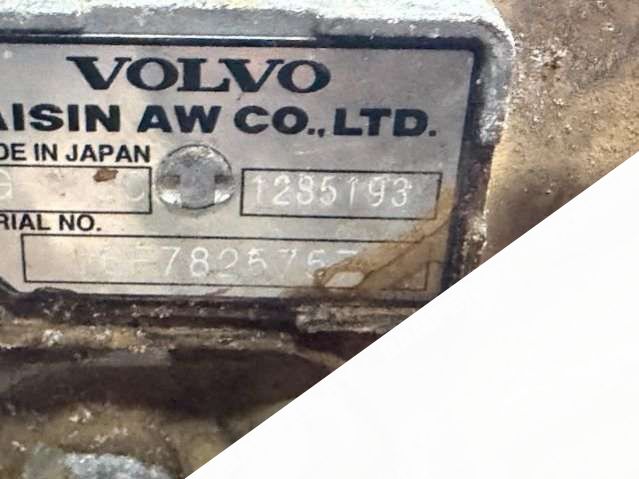 VOLVO
AISIN AW CO., LTD.
DE IN JAPAN
1285193
RIAL NO.